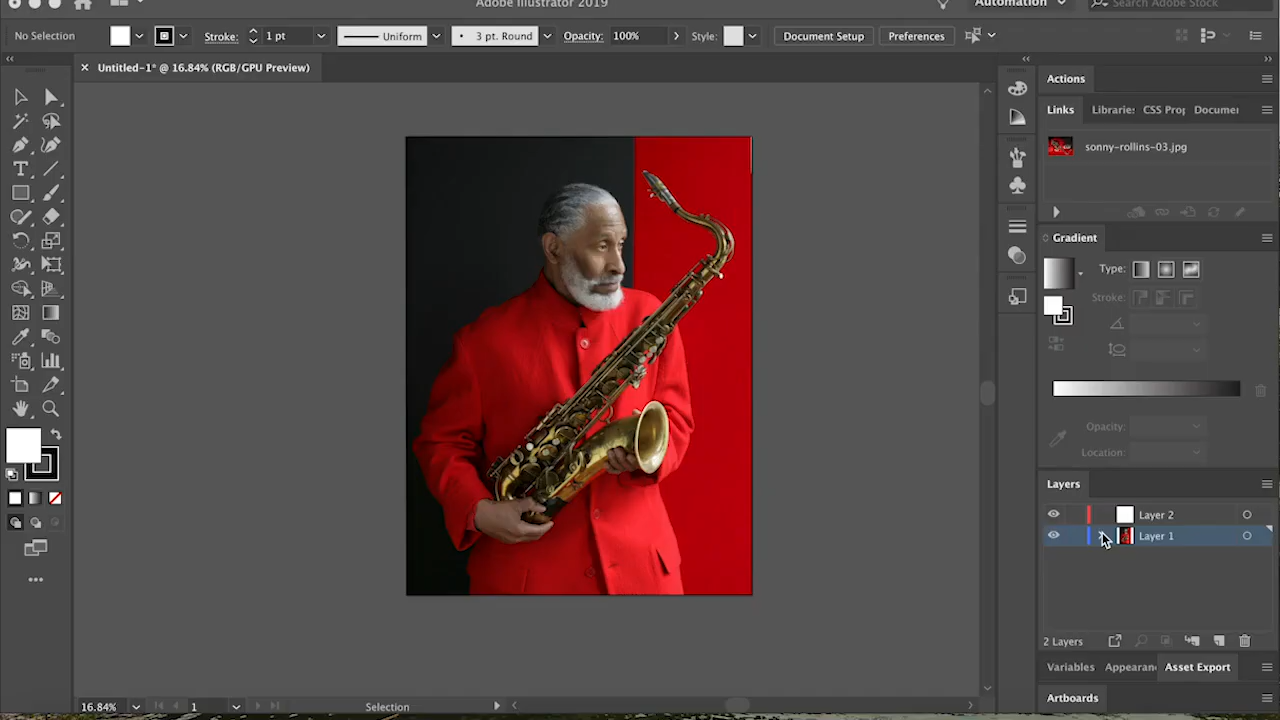 Adobe Illustrator 2019
Automation
Search Adobe Stock
No Selection
Stroke:
1 pt
Uniform
3 pt. Round
Opacity:
100%
Style:
Document Setup
Preferences
Untitled-1* @ 16.84% (RGB/GPU Preview)
Actions
Links
Libraries
CSS Prop
Documen
sonny-rollins-03.jpg
Gradient
Type:
Stroke:
Opacity:
Location:
Layers
Layer 2
Layer 1
2 Layers
Variables
Appearan
Asset Export
Artboards
16.84%
1
Selection